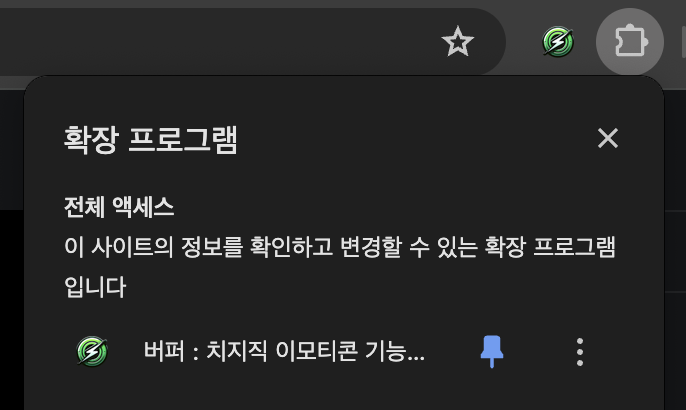 확장 프로그램
전체 액세스
이 사이트의 정보를 확인하고 변경할 수 있는 확장 프로그램
입니다
버퍼 : 치지직 이모티콘 기능...